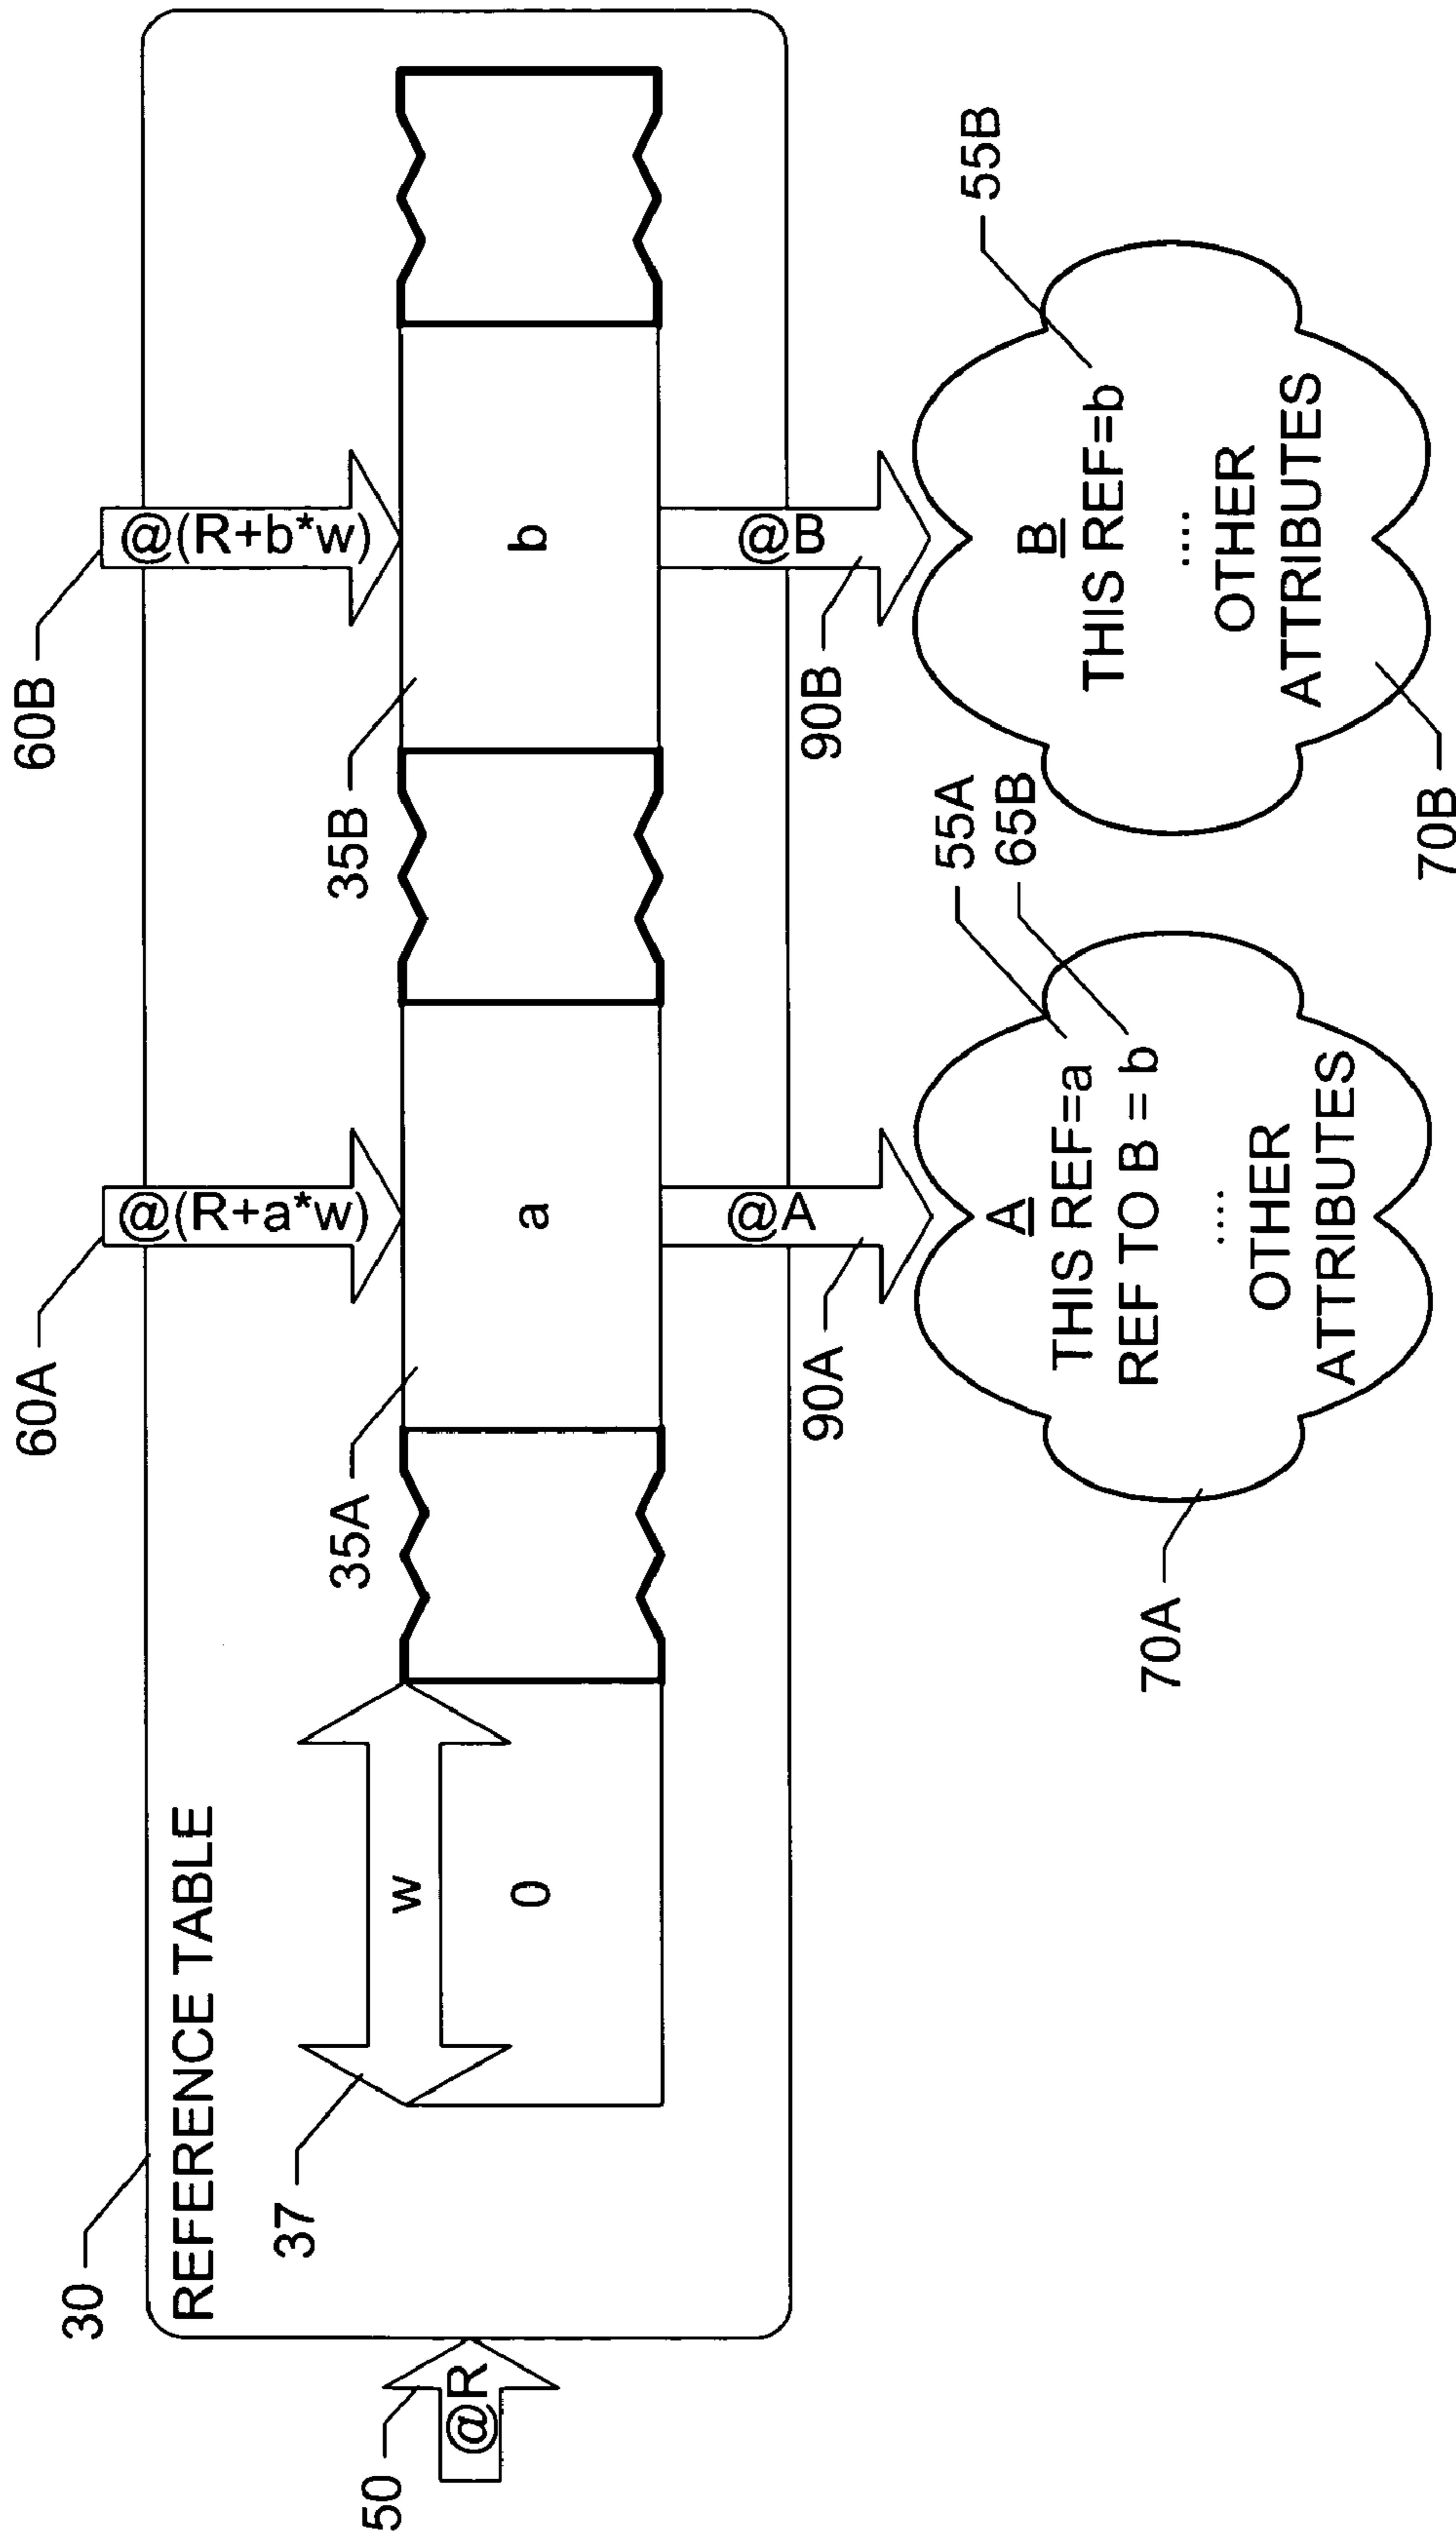 30
REFERENCE TABLE
60A
60B
@(R+a*w)
@(R+b*w)
37
35A
35B
w
50
@R
0
a
b
90A
@A
90B
@B
55A
65B
55B
A
THIS REF=a
REF TO B = b
....
OTHER
ATTRIBUTES
B
THIS REF=b
....
OTHER
ATTRIBUTES
70A
70B